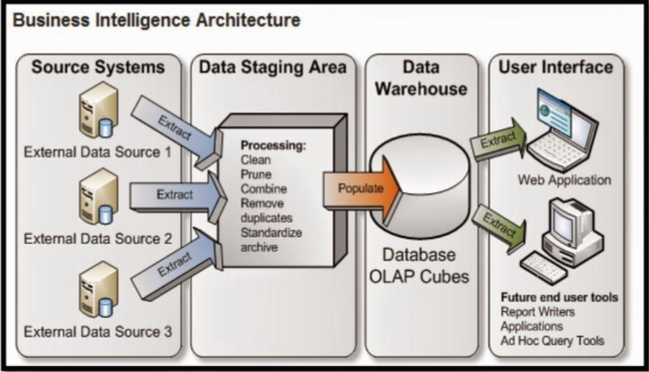 Business Intelligence Architecture
Source Systems
External Data Source 1
External Data Source 2
External Data Source 3
Extract
Extract
Extract
Data Staging Area
Processing:
Clean
Prune
Combine
Remove
duplicates
Standardize
archive
Populate
Data
Warehouse
Database
OLAP Cubes
Extract
Extract
User Interface
Web Application
Future end user tools
Report Writers
Applications
Ad Hoc Query Tools